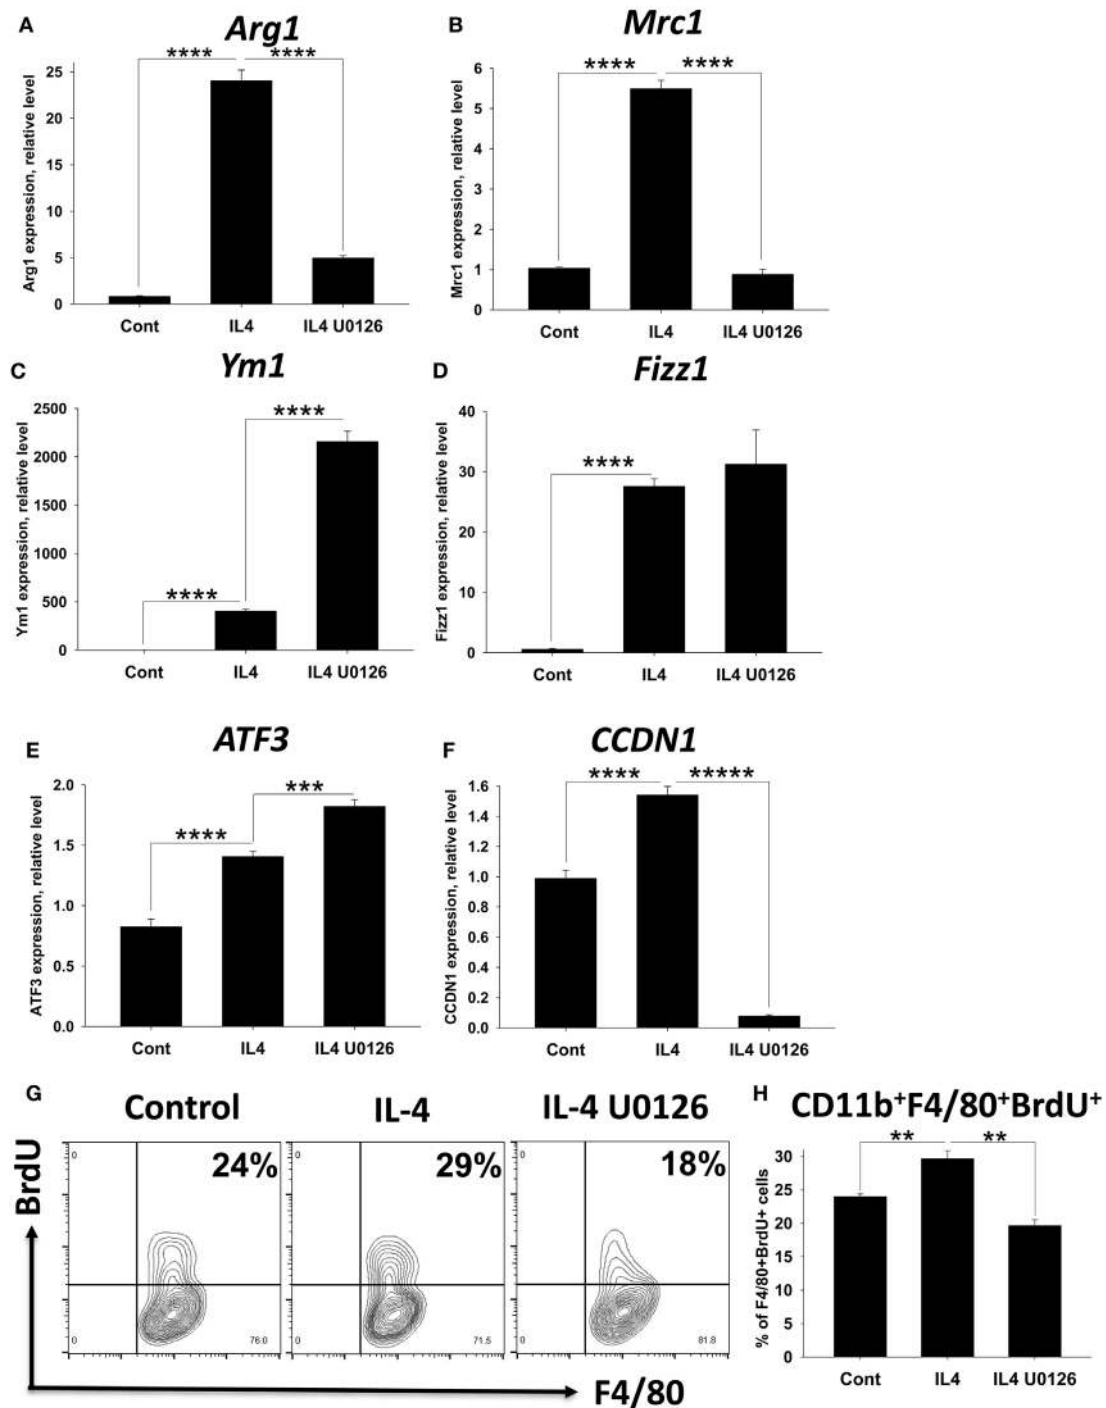 A
Arg1
**** ****
Arg1 expression, relative level
25
20
15
10
5
0
Cont IL4 IL4 U0126
B
Mrc1
**** ****
Mrc1 expression, relative level
6
5
4
3
2
1
0
Cont IL4 IL4 U0126
C
Ym1
****
****
Ym1 expression, relative level
2500
2000
1500
1000
500
0
Cont IL4 IL4 U0126
D
Fizz1
****
Fizz1 expression, relative level
40
30
20
10
0
Cont IL4 IL4 U0126
E
ATF3
***
****
ATF3 expression, relative level
2.0
1.5
1.0
0.5
0.0
Cont IL4 IL4 U0126
F
CCDN1
**** *****
CCDN1 expression, relative level
1.6
1.4
1.2
1.0
0.8
0.6
0.4
0.2
0.0
Cont IL4 IL4 U0126
G
Control IL-4 IL-4 U0126
BrdU
0 24% 0 29% 0 18%
0 76.0 0 71.5 0 81.8
F4/80
H
CD11b⁺F4/80⁺BrdU⁺
** **
% of F4/80+BrdU+ cells
30
25
20
15
10
5
0
Cont IL4 IL4 U0126